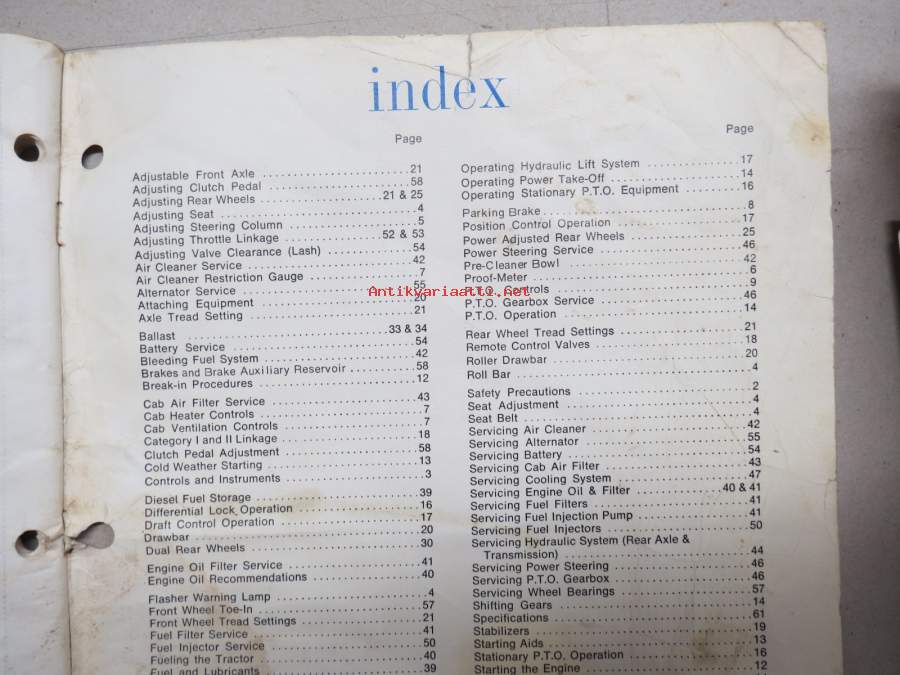 index
Page
Adjustable Front Axle 21
Adjusting Clutch Pedal 58
Adjusting Rear Wheels 21 & 25
Adjusting Seat 4
Adjusting Steering Column 5
Adjusting Throttle Linkage 52 & 53
Adjusting Valve Clearance (Lash) 54
Air Cleaner Service 42
Air Cleaner Restriction Gauge 7
Alternator Service 55
Attaching Equipment 20
Axle Tread Setting 21
Ballast 33 & 34
Battery Service 54
Bleeding Fuel System 42
Brakes and Brake Auxiliary Reservoir 58
Break-in Procedures 12
Cab Air Filter Service 43
Cab Heater Controls 7
Cab Ventilation Controls 7
Category I and II Linkage 18
Clutch Pedal Adjustment 58
Cold Weather Starting 13
Controls and Instruments 3
Diesel Fuel Storage 39
Differential Lock Operation 16
Draft Control Operation 17
Drawbar 20
Dual Rear Wheels 30
Engine Oil Filter Service 41
Engine Oil Recommendations 40
Flasher Warning Lamp 4
Front Wheel Toe-In 57
Front Wheel Tread Settings 21
Fuel Filter Service 41
Fuel Injector Service 50
Fueling the Tractor 40
Fuel and Lubricants 39
Page
Operating Hydraulic Lift System 17
Operating Power Take-Off 14
Operating Stationary P.T.O. Equipment 16
Parking Brake 8
Position Control Operation 17
Power Adjusted Rear Wheels 25
Power Steering Service 46
Pre-Cleaner Bowl 42
Proof-Meter 6
P.T.O. Controls 9
P.T.O. Gearbox Service 46
P.T.O. Operation 14
Rear Wheel Tread Settings 21
Remote Control Valves 18
Roller Drawbar 20
Roll Bar 4
Safety Precautions 2
Seat Adjustment 4
Seat Belt 4
Servicing Air Cleaner 42
Servicing Alternator 55
Servicing Battery 54
Servicing Cab Air Filter 43
Servicing Cooling System 47
Servicing Engine Oil & Filter 40 & 41
Servicing Fuel Filters 41
Servicing Fuel Injection Pump 41
Servicing Fuel Injectors 50
Servicing Hydraulic System (Rear Axle &
Transmission) 44
Servicing Power Steering 46
Servicing P.T.O. Gearbox 46
Servicing Wheel Bearings 57
Shifting Gears 14
Specifications 61
Stabilizers 19
Starting Aids 13
Stationary P.T.O. Operation 16
Starting the Engine 12
Antikvariaatti.net